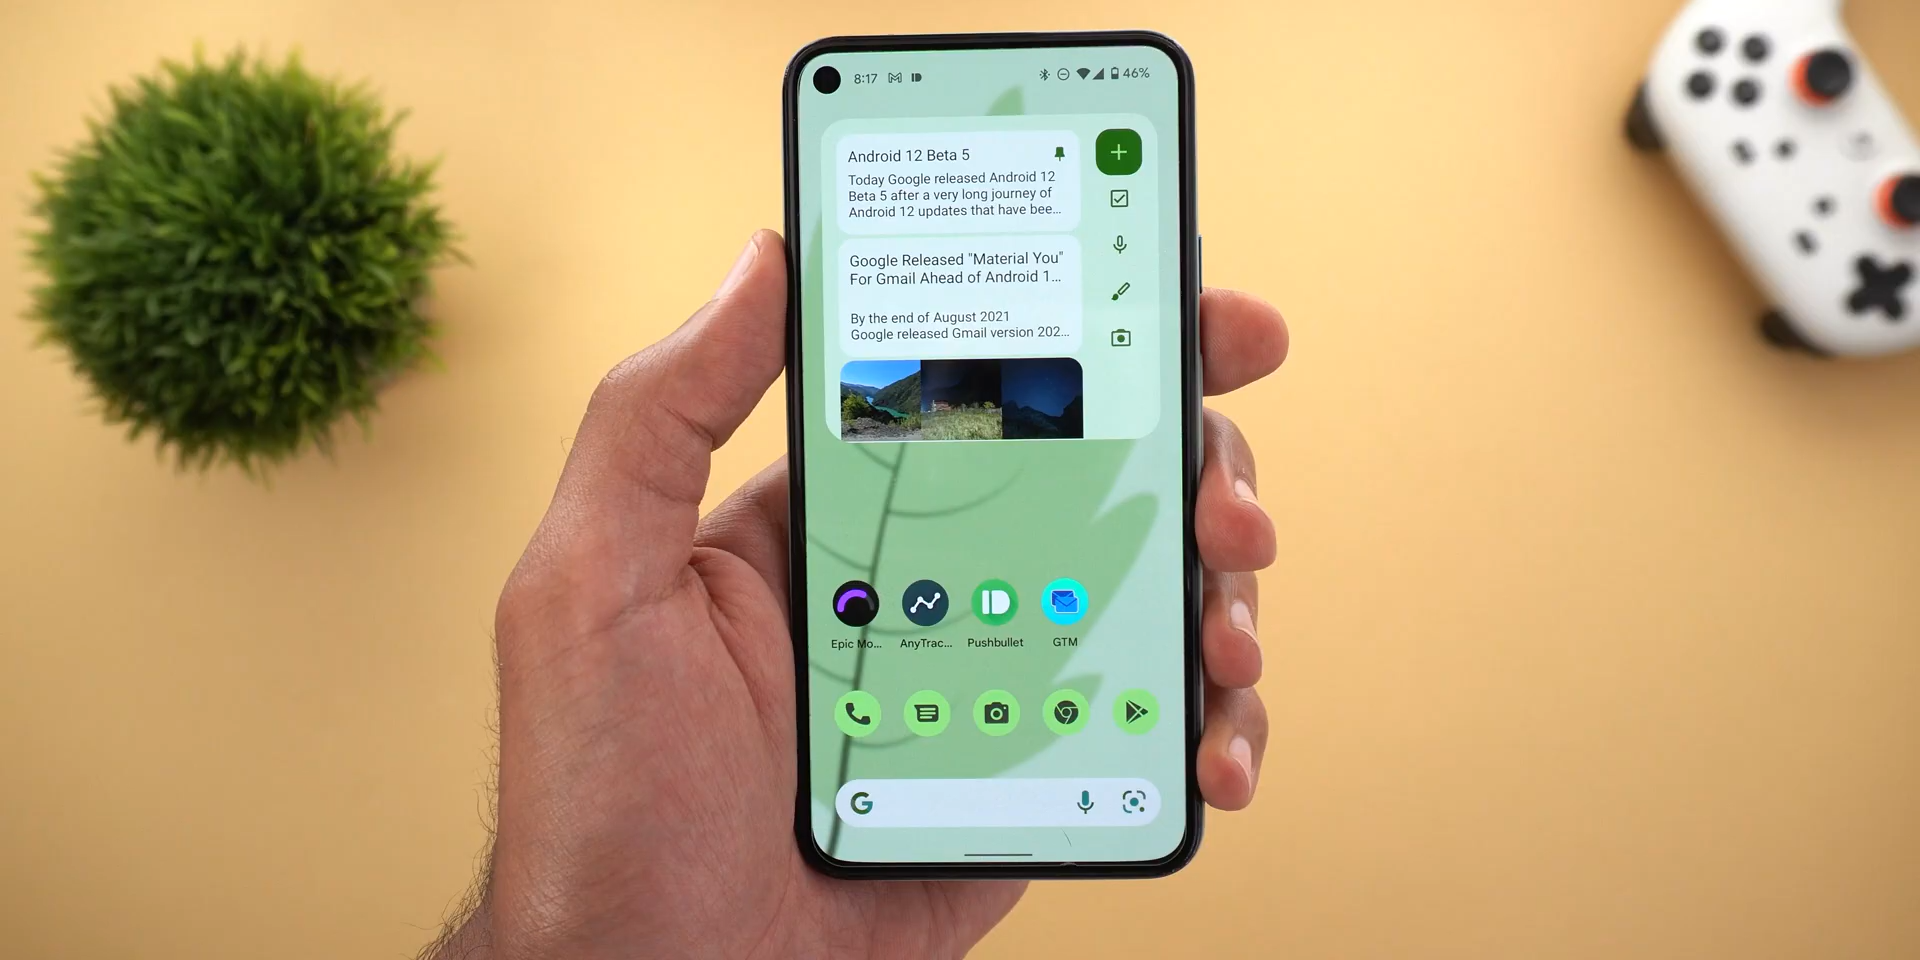 8:17
46%
Android 12 Beta 5
Today Google released Android 12
Beta 5 after a very long journey of
Android 12 updates that have bee...
Google Released "Material You"
For Gmail Ahead of Android 1...
By the end of August 2021
Google released Gmail version 202...
Epic Mo...
AnyTrac...
Pushbullet
GTM